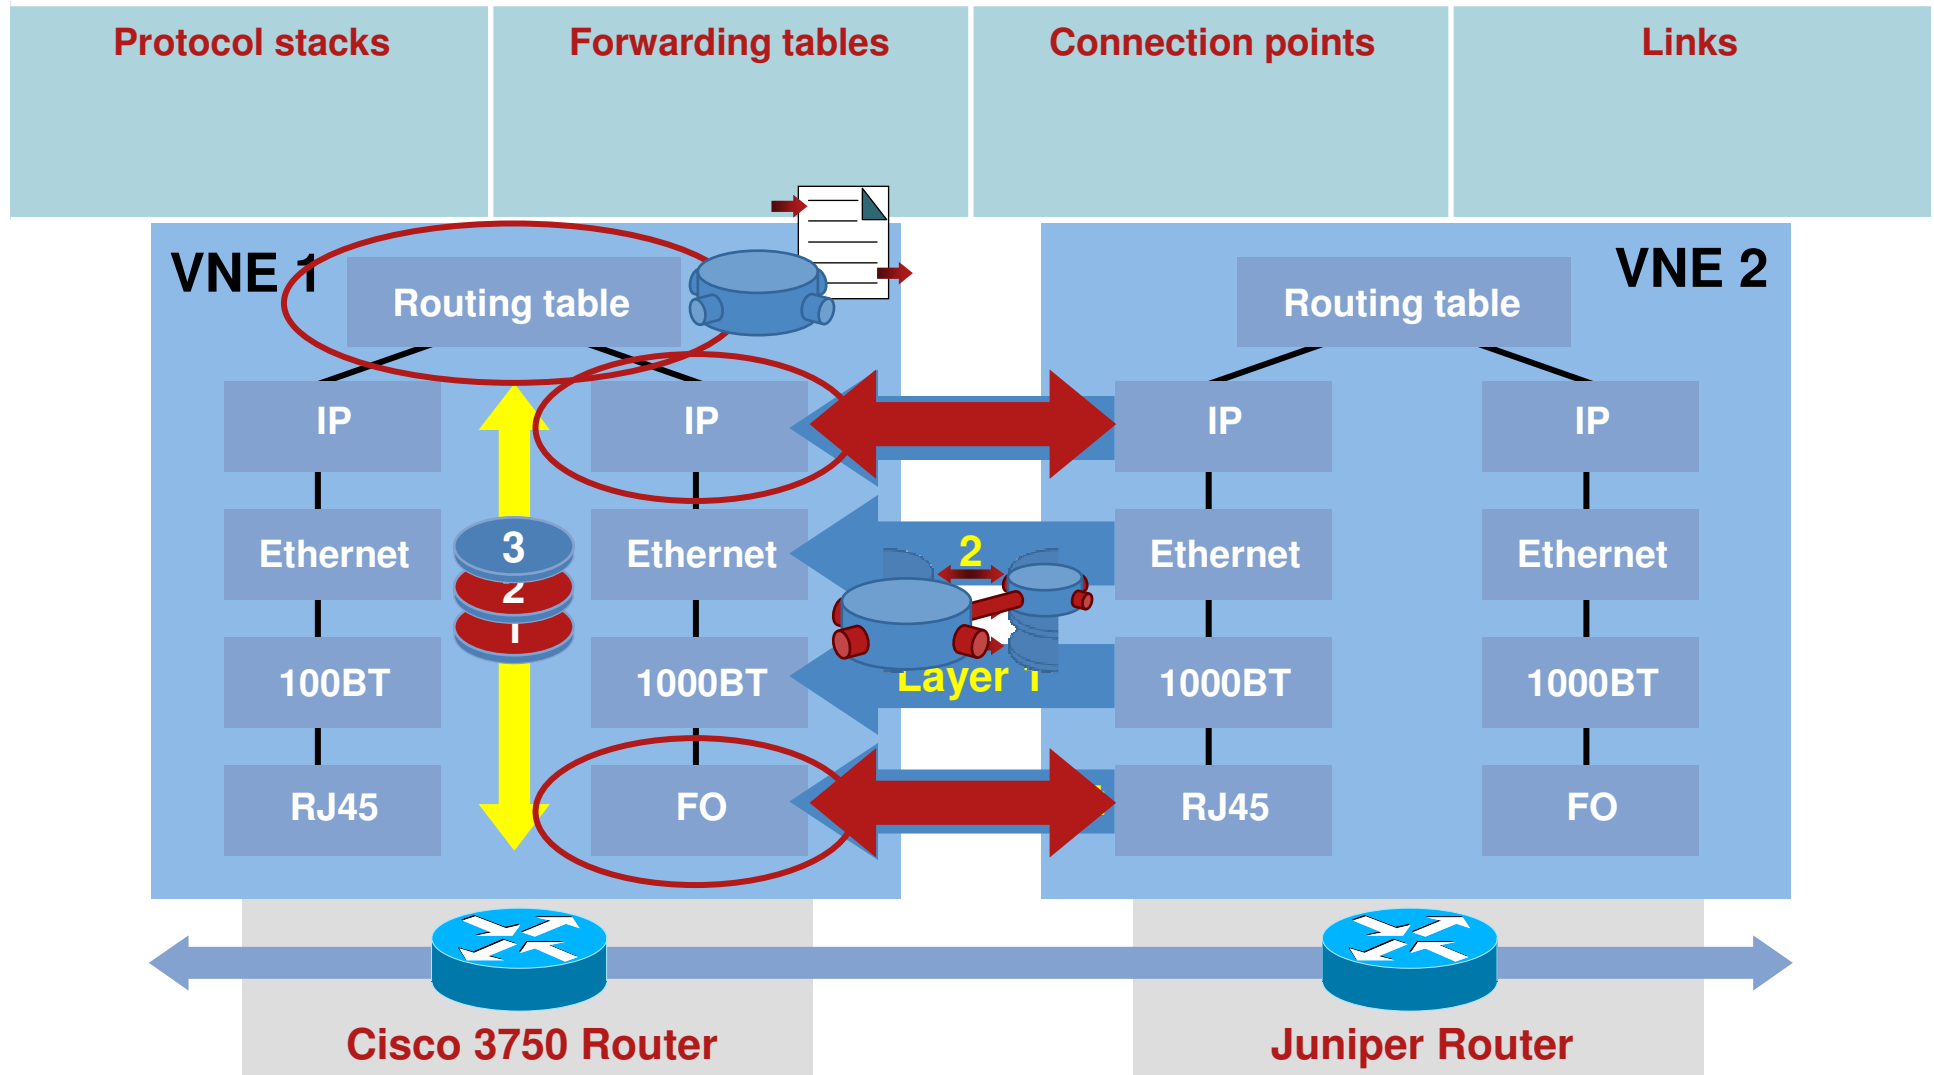 Protocol stacks
Forwarding tables
Connection points
Links
VNE 1
Routing table
IP
IP
Ethernet
Ethernet
100BT
1000BT
RJ45
FO
3
2
1
2
Layer 1
VNE 2
Routing table
IP
IP
Ethernet
Ethernet
1000BT
1000BT
RJ45
FO
Cisco 3750 Router
Juniper Router